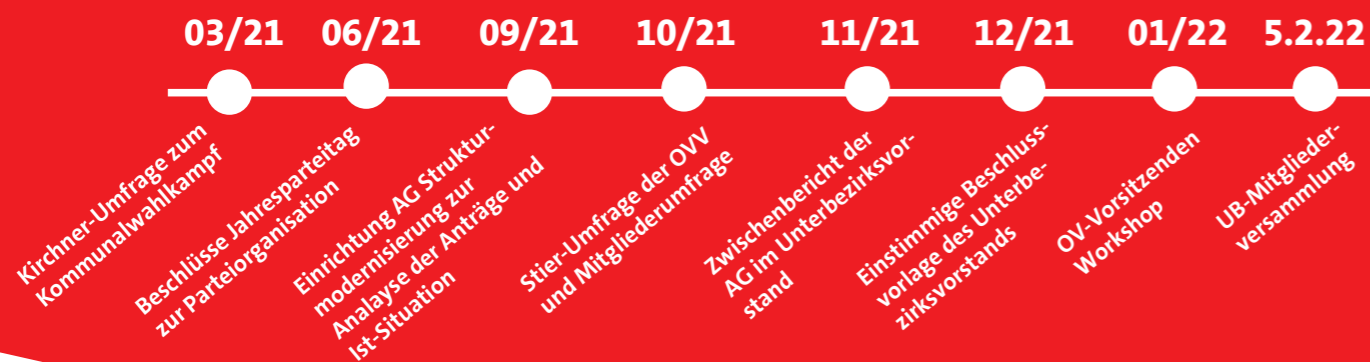 03/21 06/21 09/21 10/21 11/21 12/21 01/22 5.2.22
Kirchner-Umfrage zum
Kommunalwahlkampf
Beschlüsse Jahresparteitag
zur Parteiorganisation
Einrichtung AG Struktur-
modernisierung zur
Analayse der Anträge und
Ist-Situation
Stier-Umfrage der OVV
und Mitgliederumfrage
Zwischenbericht der
AG im Unterbezirksvor-
stand
Einstimmige Beschluss-
vorlage des Unterbe-
zirksvorstands
OV-Vorsitzenden
Workshop
UB-Mitglieder-
versammlung